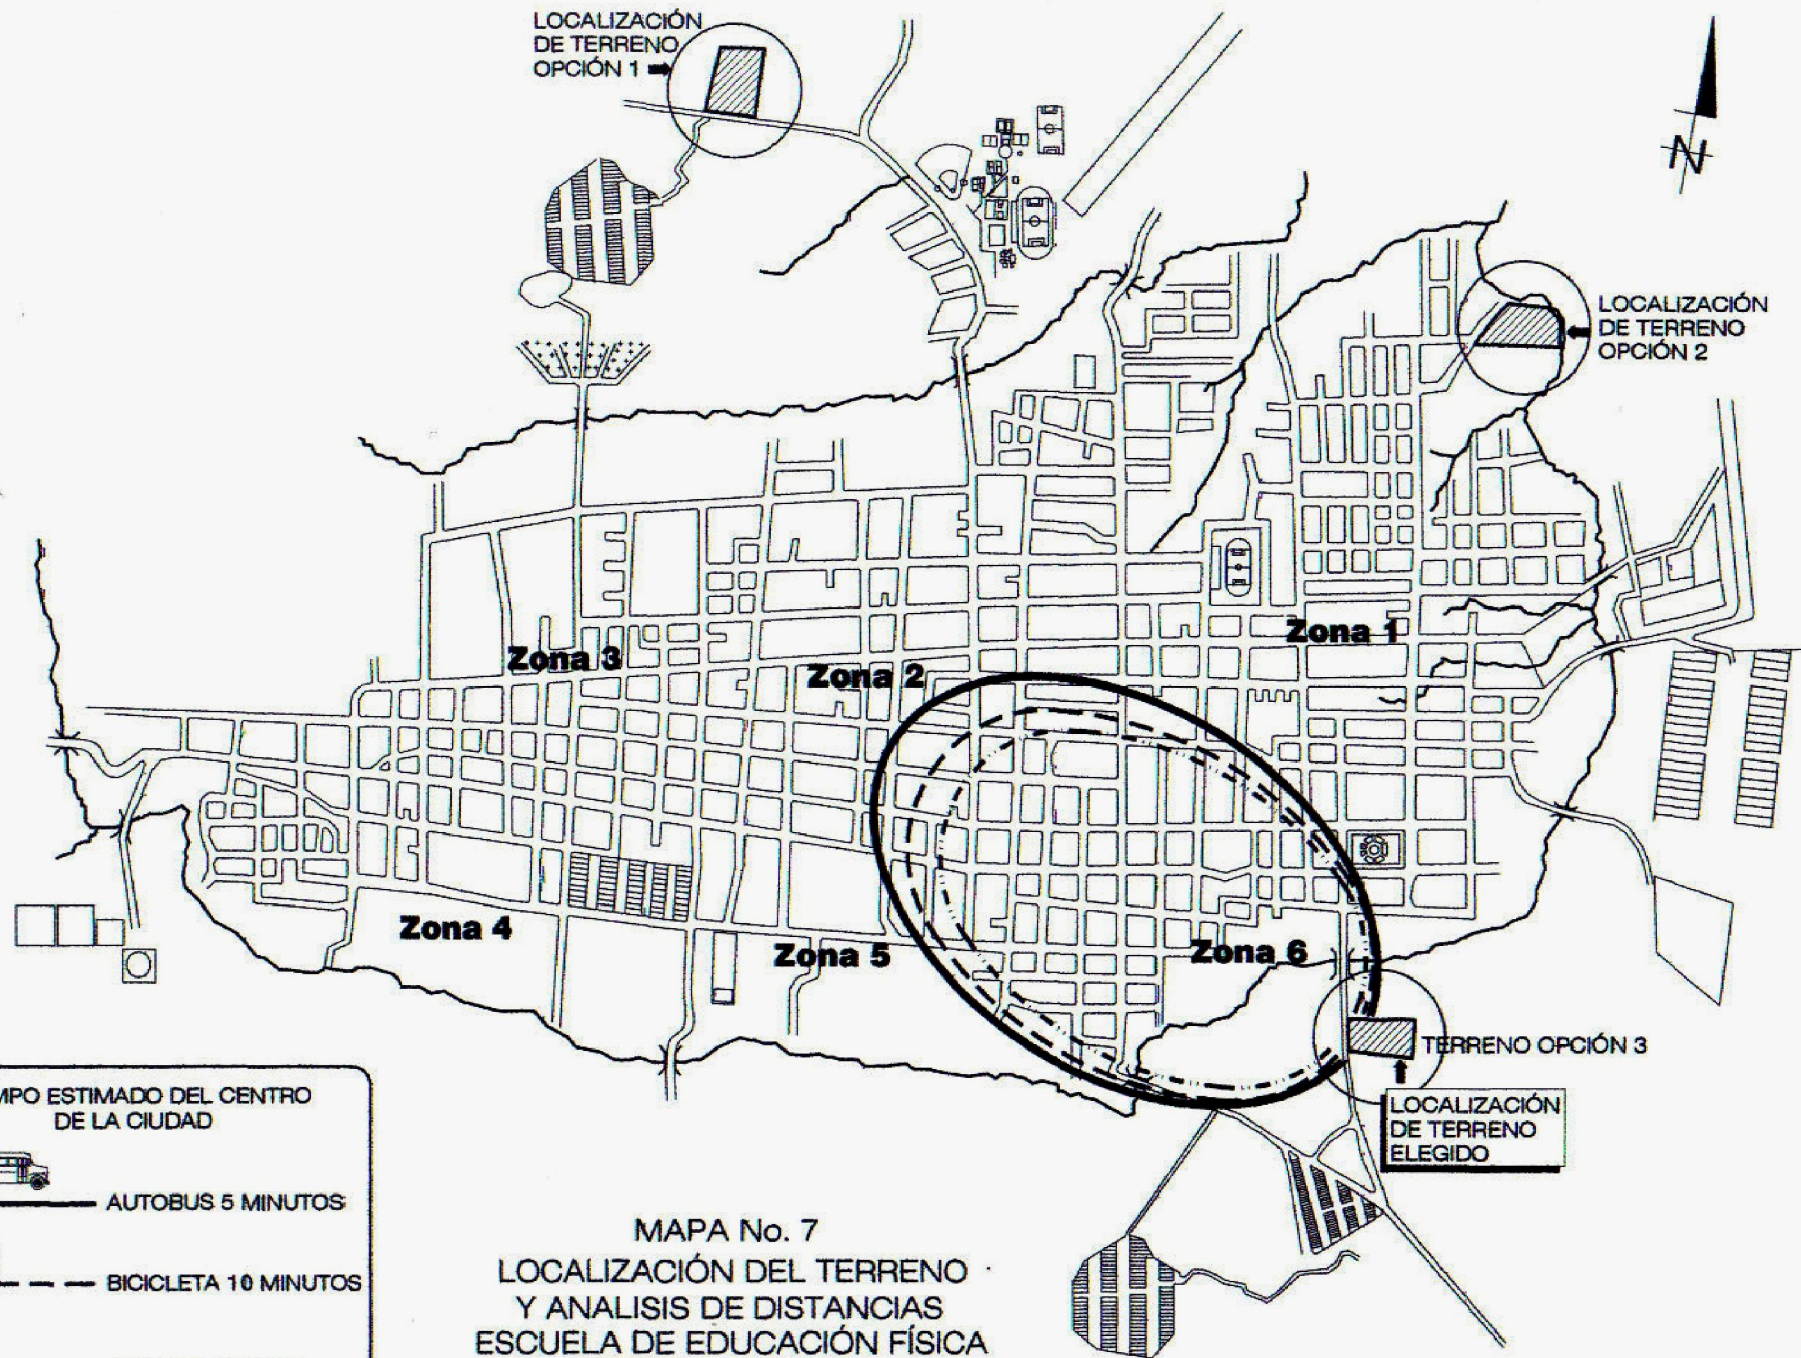 LOCALIZACIÓN
DE TERRENO
OPCIÓN 1
N
LOCALIZACIÓN
DE TERRENO
OPCIÓN 2
Zona 1
Zona 3
Zona 2
Zona 4
Zona 5
Zona 6
TERRENO OPCIÓN 3
LOCALIZACIÓN
DE TERRENO
ELEGIDO
MPO ESTIMADO DEL CENTRO
DE LA CIUDAD
AUTOBUS 5 MINUTOS
BICICLETA 10 MINUTOS
MAPA No. 7
LOCALIZACIÓN DEL TERRENO
Y ANALISIS DE DISTANCIAS
ESCUELA DE EDUCACIÓN FÍSICA